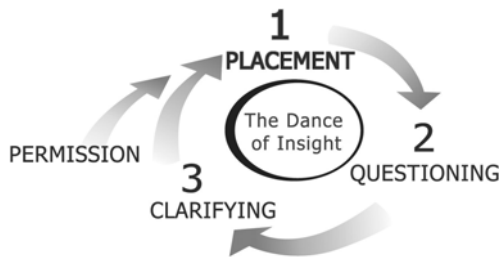 1
PLACEMENT
The Dance
of Insight
2
QUESTIONING
3
CLARIFYING
PERMISSION